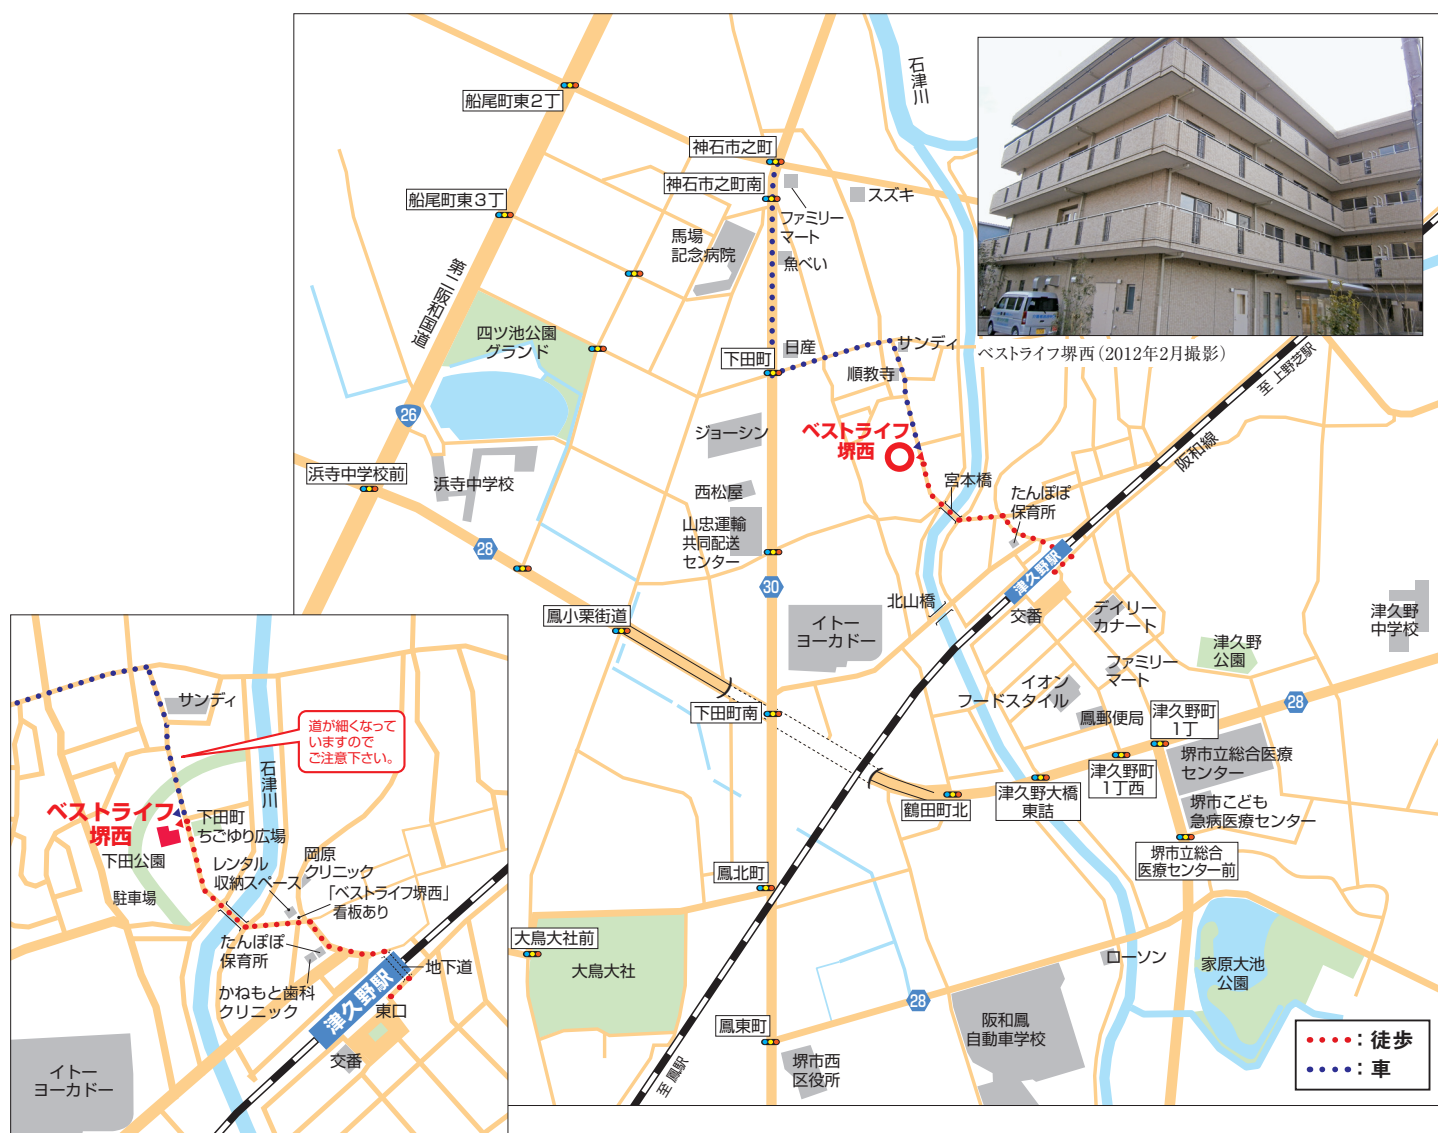 石津川
船尾町東2丁
神石市之町
神石市之町南
スズキ
船尾町東3丁
ファミリー
マート
馬場
記念病院
魚べい
第二阪和国道
四ツ池公園
グランド
日産
サンディ
下田町
順教寺
ベストライフ堺西(2012年2月撮影)
至 上野芝駅
26
ジョーシン
ベストライフ
堺西
阪和線
浜寺中学校前
浜寺中学校
西松屋
宮本橋
たんぽぽ
保育所
山忠運輸
共同配送
センター
28
津久野駅
30
北山橋
鳳小栗街道
イトー
ヨーカドー
交番
デイリー
カナート
津久野
中学校
津久野
公園
ファミリー
マート
イオン
フードスタイル
28
下田町南
鳳郵便局
津久野町
1丁
堺市立総合医療
センター
津久野町
1丁西
鶴田町北
津久野大橋
東詰
堺市こども
急病医療センター
堺市立総合
医療センター前
鳳北町
大鳥大社前
大鳥大社
ローソン
家原大池
公園
28
鳳東町
阪和鳳
自動車学校
堺市西
区役所
至 鳳駅
:徒歩
:車
サンディ
道が細くなって
いますので
ご注意下さい。
石津川
ベストライフ
堺西
下田町
ちごゆり広場
下田公園
駐車場
レンタル
収納スペース
岡原
クリニック
「ベストライフ堺西」
看板あり
たんぽぽ
保育所
地下道
かねもと歯科
クリニック
津久野駅
東口
交番
イトー
ヨーカドー